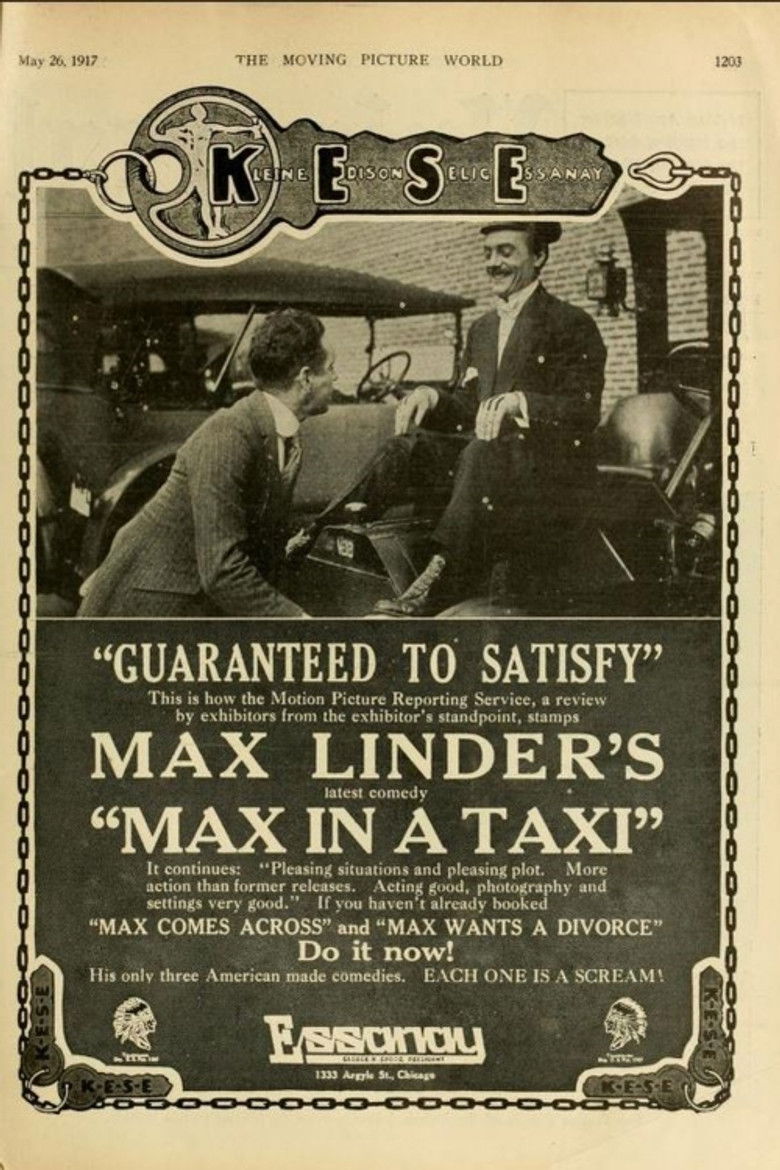 May 26, 1917
THE MOVING PICTURE WORLD
1203
KLEINE EDISON SELIG ESSANAY
"GUARANTEED TO SATISFY"
This is how the Motion Picture Reporting Service, a review
by exhibitors from the exhibitor's standpoint, stamps
MAX LINDER'S
latest comedy
"MAX IN A TAXI"
It continues: "Pleasing situations and pleasing plot. More
action than former releases. Acting good, photography and
settings very good." If you haven't already booked
"MAX COMES ACROSS" and "MAX WANTS A DIVORCE"
Do it now!
His only three American made comedies. EACH ONE IS A SCREAM!
K-E-S-E
K-E-S-E
Essanay
GEORGE K. SPOOR, PRESIDENT
1333 Argyle St., Chicago
K-E-S-E
K-E-S-E